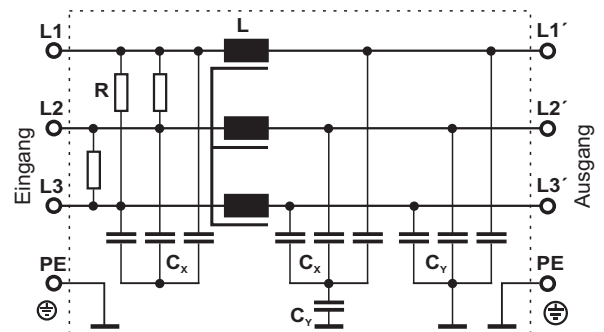 L1
L
L1´
R
L2
L2´
Eingang
Ausgang
L3
L3´
PE
Cx
Cx
CY
PE
CY